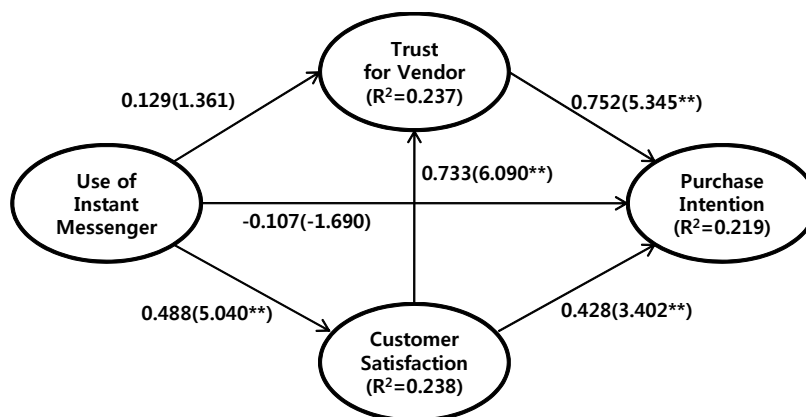 Trust
for Vendor
(R²=0.237)
0.129(1.361)
0.752(5.345**)
0.733(6.090**)
Use of
Instant
Messenger
Purchase
Intention
(R²=0.219)
-0.107(-1.690)
0.488(5.040**)
0.428(3.402**)
Customer
Satisfaction
(R²=0.238)